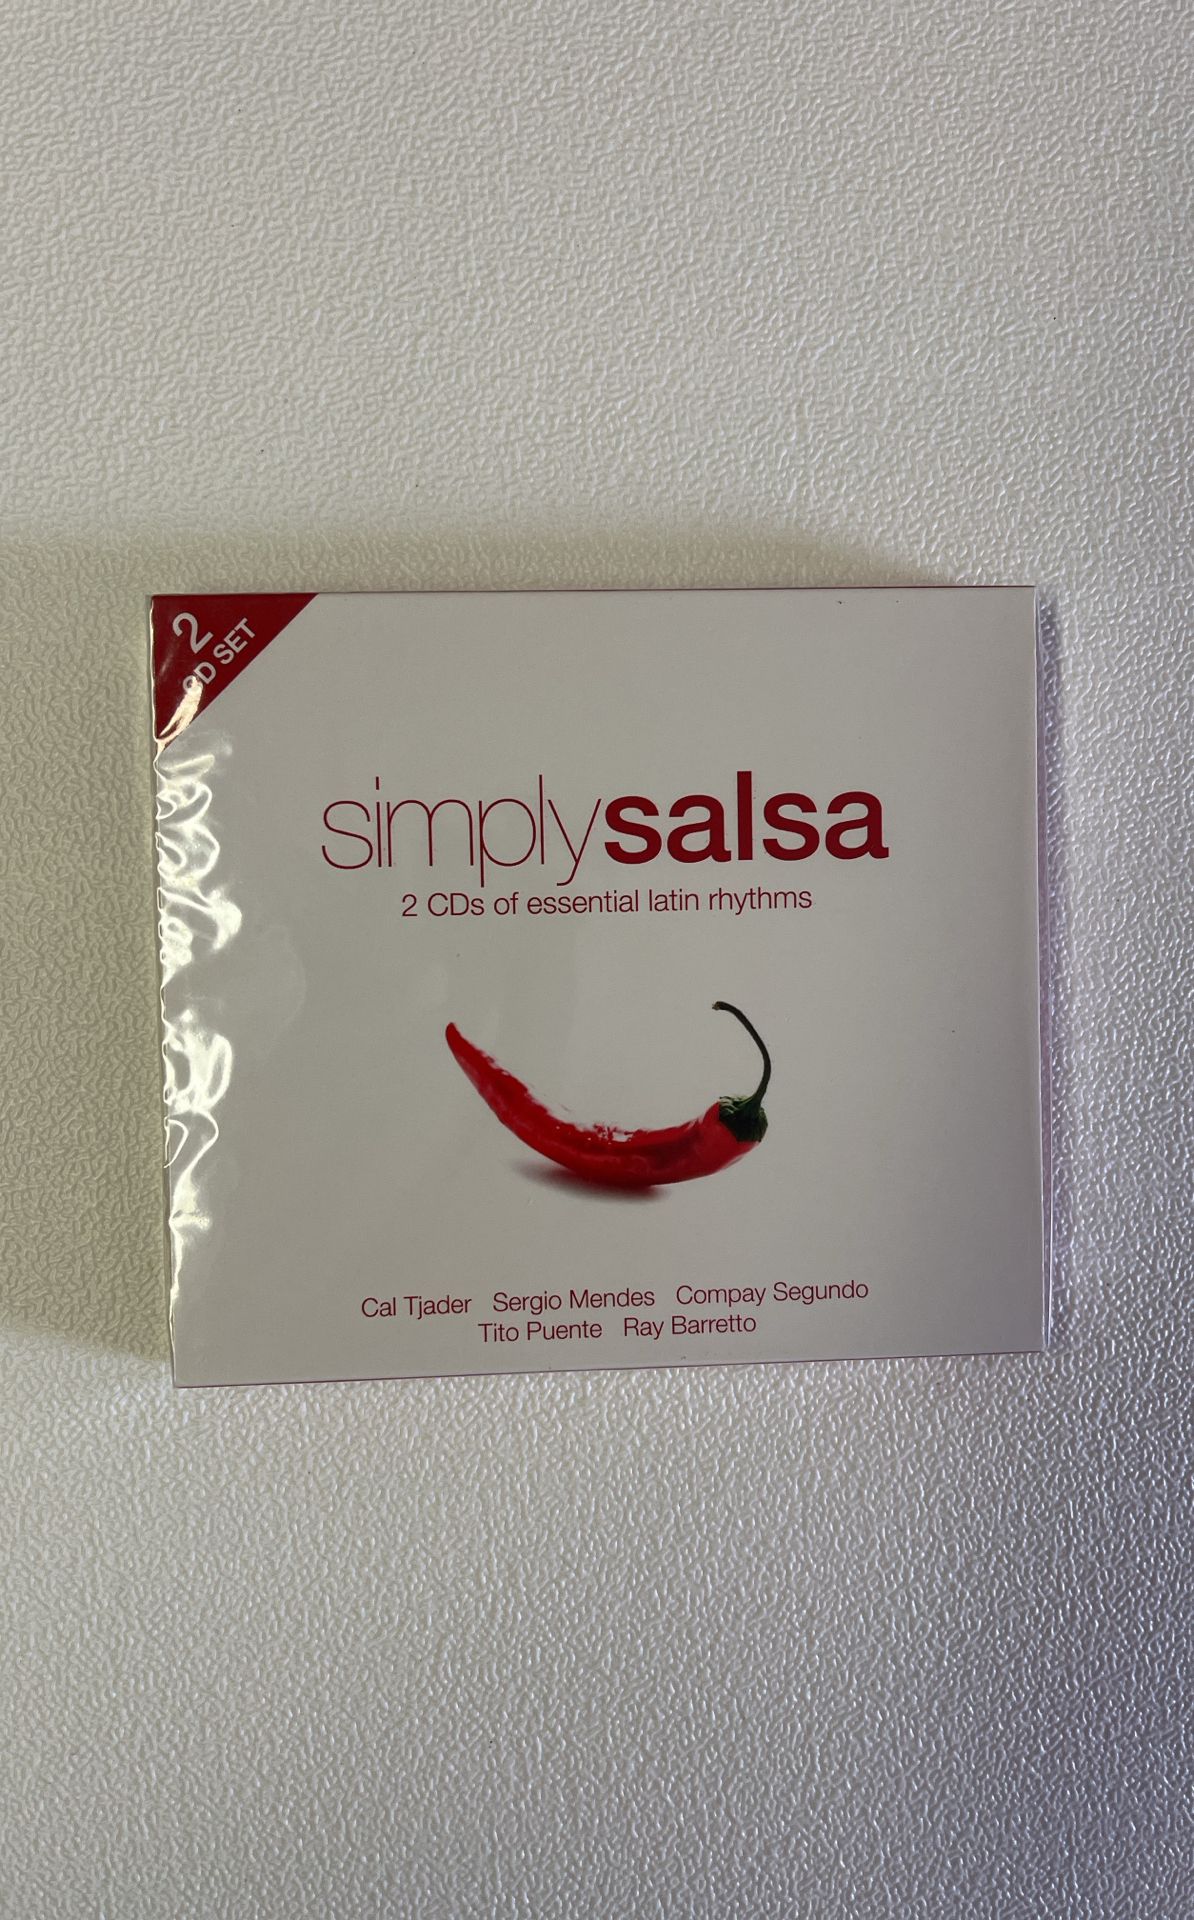 2
CD SET
simplysalsa
2 CDs of essential latin rhythms
Cal Tjader Sergio Mendes Compay Segundo
Tito Puente Ray Barretto